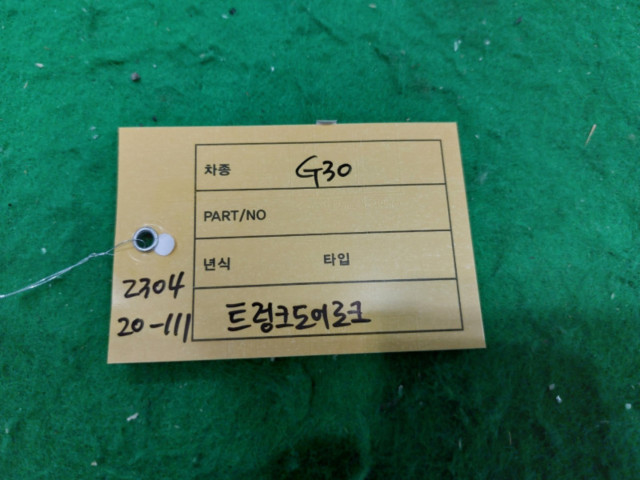 차종 G30
PART/NO
년식 타입
트렁크도어로크
2304
20-111